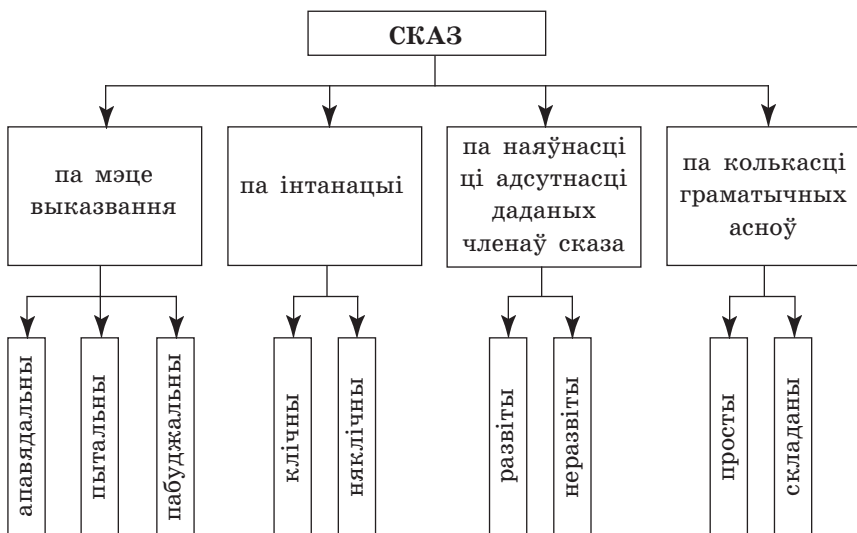 СКАЗ
па мэце
выказвання
па інтанацыі
па наяўнасці
ці адсутнасці
даданых
членаў сказа
па колькасці
граматычных
асноў
апавядальны
пытальны
пабуджальны
клічны
няклічны
развіты
неразвіты
просты
складаны